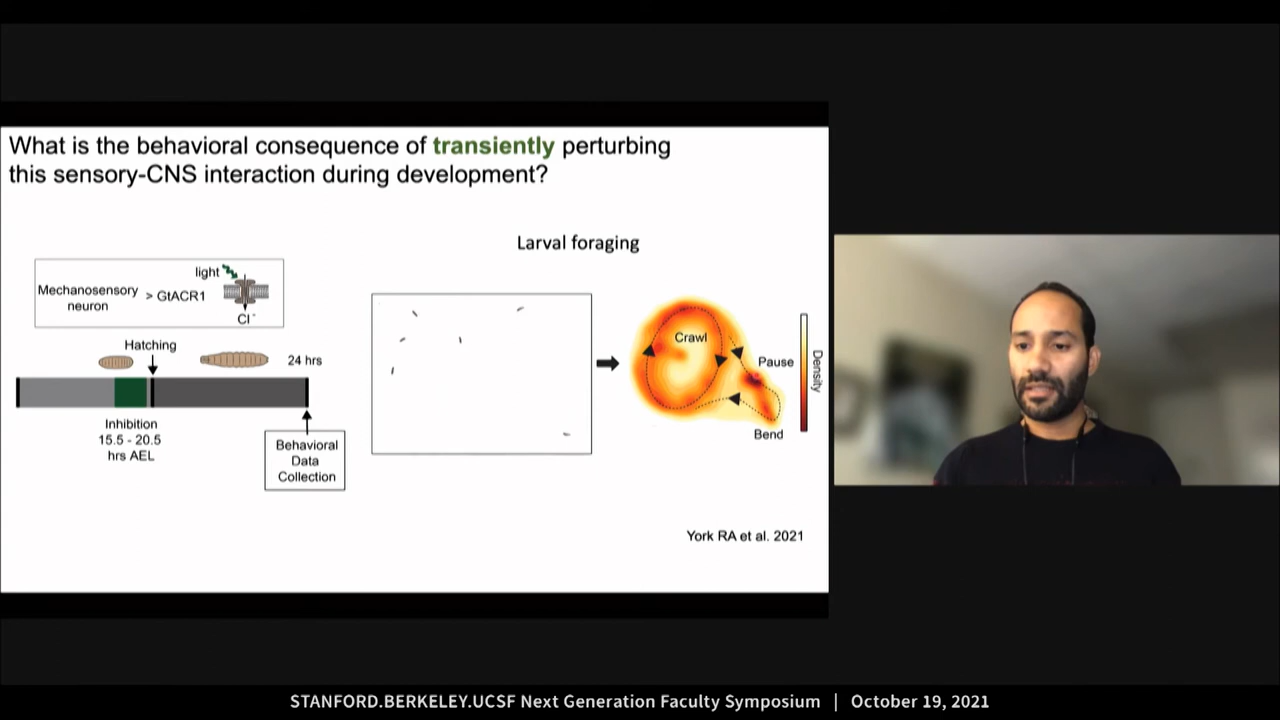 What is the behavioral consequence of transiently perturbing
this sensory-CNS interaction during development?
Larval foraging
light
Mechanosensory
neuron
> GtACR1
Cl-
Hatching
24 hrs
Inhibition
15.5 - 20.5
hrs AEL
Behavioral
Data
Collection
Crawl
Pause
Bend
Density
York RA et al. 2021
STANFORD.BERKELEY.UCSF Next Generation Faculty Symposium | October 19, 2021